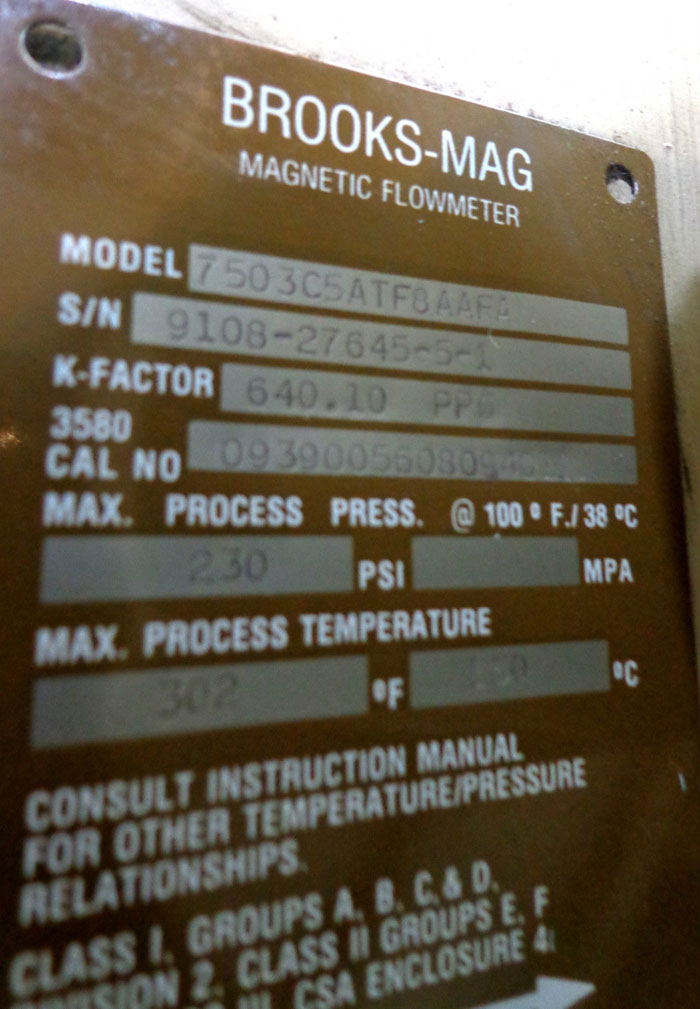 BROOKS-MAG
MAGNETIC FLOWMETER
MODEL 7503C5ATF8AAFA
S/N 9108-27645-5-1
K-FACTOR 640.10 PPG
3580
CAL NO
MAX. PROCESS PRESS. @ 100 º F./ 38 ºC
230 PSI MPA
MAX. PROCESS TEMPERATURE
302 ºF ºC
CONSULT INSTRUCTION MANUAL
FOR OTHER TEMPERATURE/PRESSURE
RELATIONSHIPS.
CLASS I, GROUPS A, B, C, & D,
2, CLASS II GROUPS E, F
III, CSA ENCLOSURE